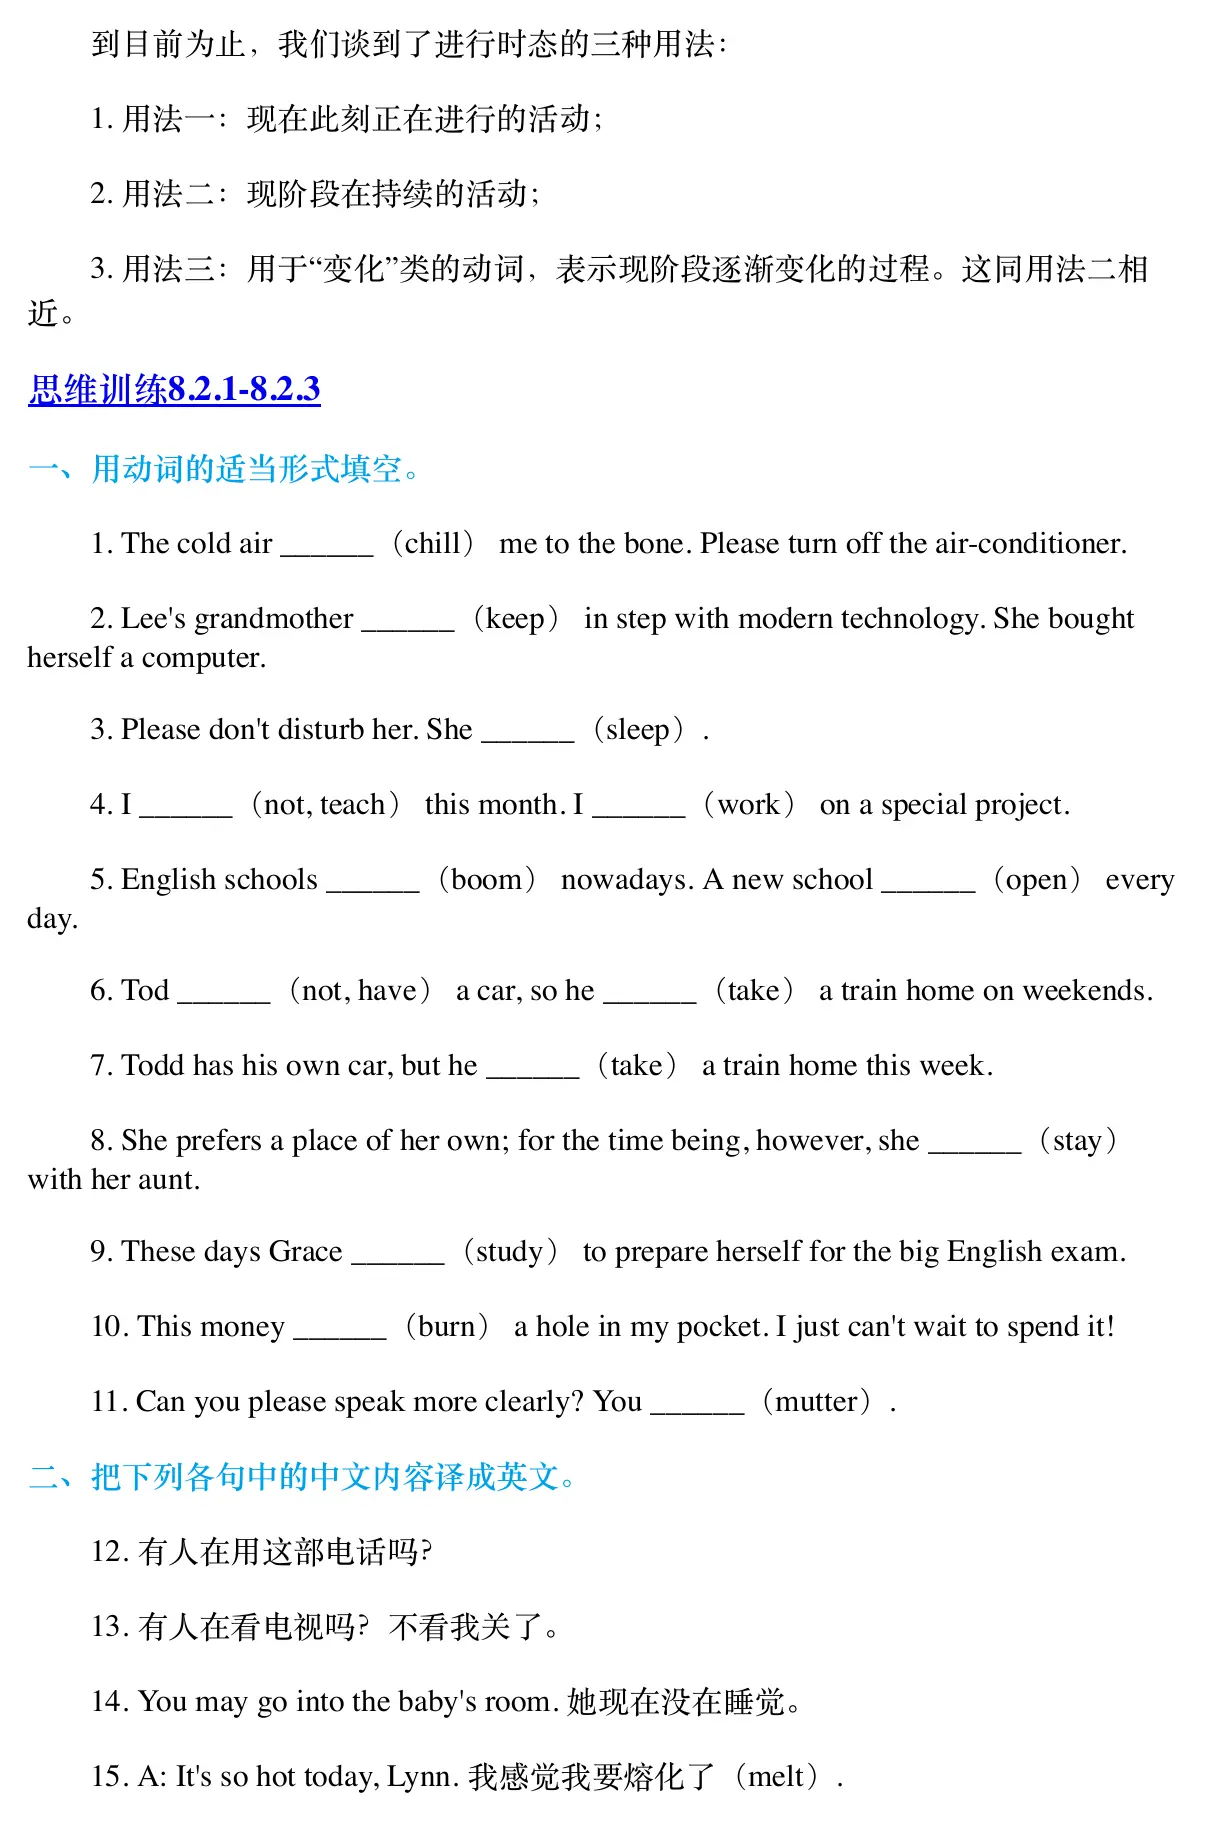 到目前为止，我们谈到了进行时态的三种用法：
1. 用法一：现在此刻正在进行的活动；
2. 用法二：现阶段在持续的活动；
3. 用法三：用于“变化”类的动词，表示现阶段逐渐变化的过程。这同用法二相
近。
思维训练8.2.1-8.2.3
一、用动词的适当形式填空。
1. The cold air ______（chill） me to the bone. Please turn off the air-conditioner.
2. Lee's grandmother ______（keep） in step with modern technology. She bought
herself a computer.
3. Please don't disturb her. She ______（sleep）.
4. I ______（not, teach） this month. I ______（work） on a special project.
5. English schools ______（boom） nowadays. A new school ______（open） every
day.
6. Tod ______（not, have） a car, so he ______（take） a train home on weekends.
7. Todd has his own car, but he ______（take） a train home this week.
8. She prefers a place of her own; for the time being, however, she ______（stay）
with her aunt.
9. These days Grace ______（study） to prepare herself for the big English exam.
10. This money ______（burn） a hole in my pocket. I just can't wait to spend it!
11. Can you please speak more clearly? You ______（mutter）.
二、把下列各句中的中文内容译成英文。
12. 有人在用这部电话吗？
13. 有人在看电视吗？不看我关了。
14. You may go into the baby's room. 她现在没在睡觉。
15. A: It's so hot today, Lynn. 我感觉我要熔化了（melt）.